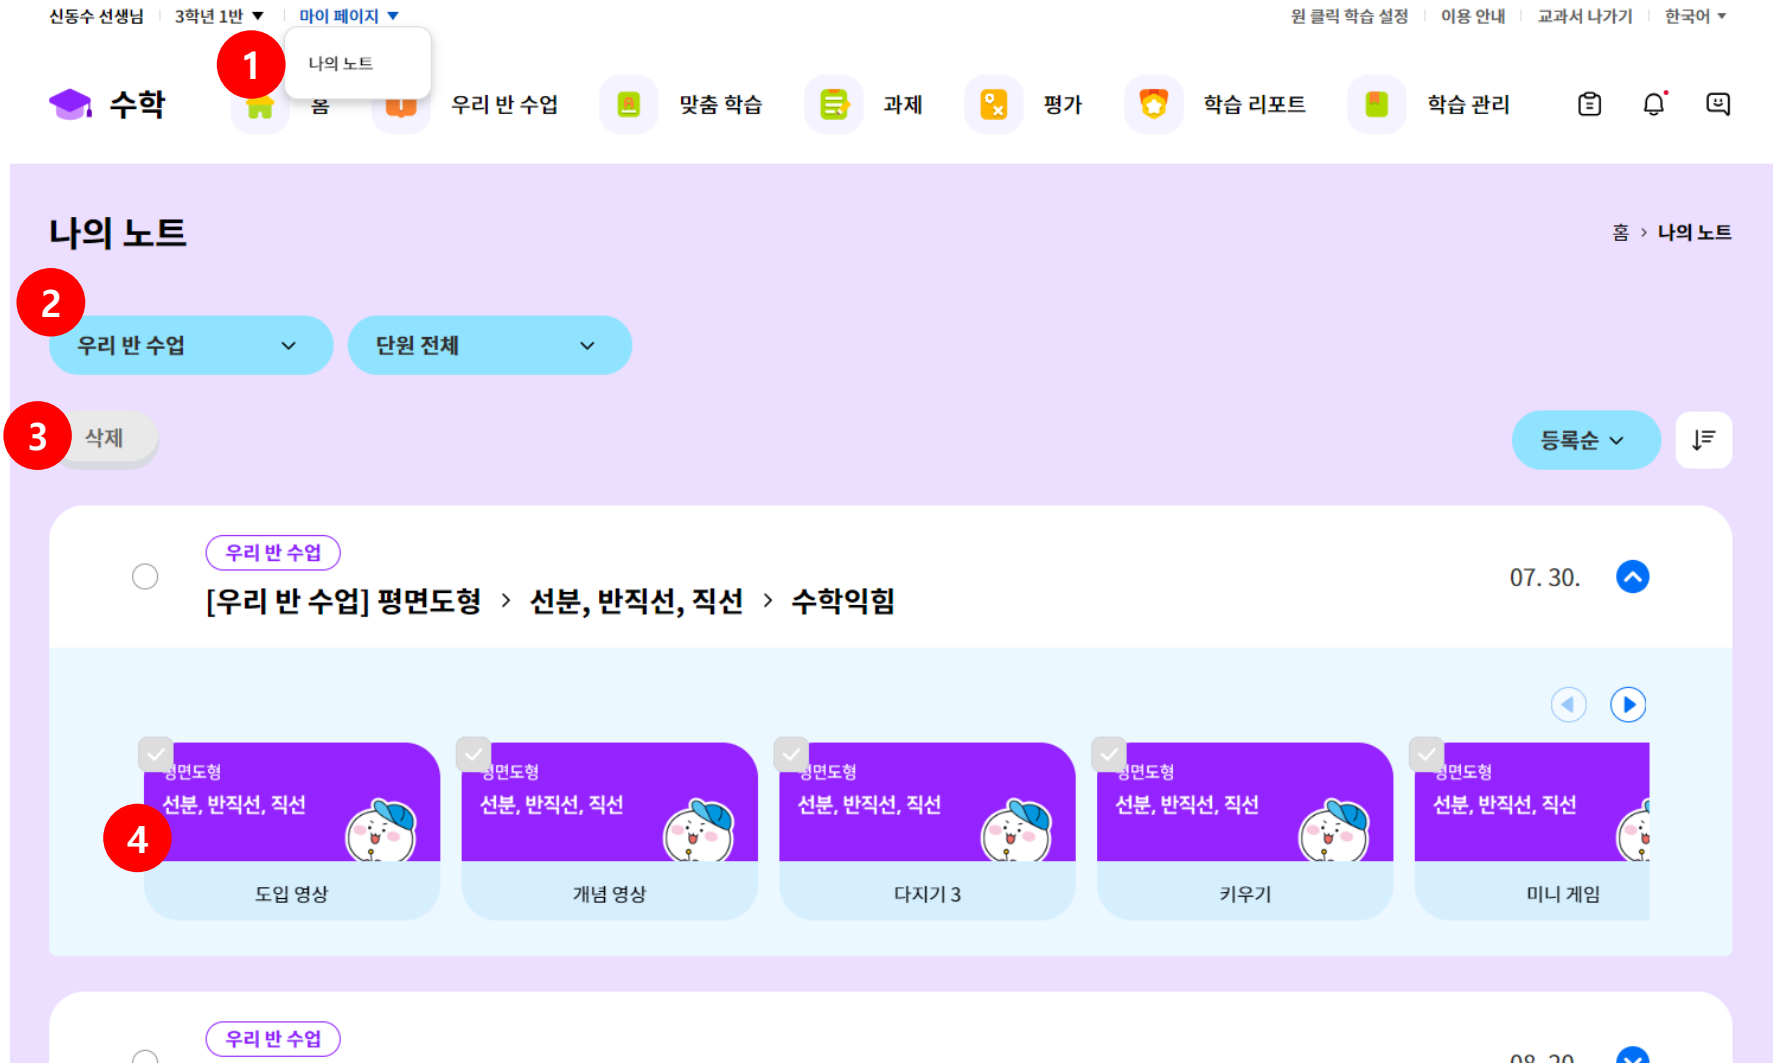 신동수 선생님 3학년 1반 ▼ 마이 페이지 ▼ 원 클릭 학습 설정 이용 안내 교과서 나가기 한국어 ▼
1 나의 노트
수학 홈 우리 반 수업 맞춤 학습 과제 평가 학습 리포트 학습 관리
나의 노트 홈 > 나의 노트
2
우리 반 수업 단원 전체
3 삭제 등록순
우리 반 수업
[우리 반 수업] 평면도형 > 선분, 반직선, 직선 > 수학익힘 07. 30.
평면도형 평면도형 평면도형 평면도형 평면도형
선분, 반직선, 직선 선분, 반직선, 직선 선분, 반직선, 직선 선분, 반직선, 직선 선분, 반직선, 직선
4
도입 영상 개념 영상 다지기 3 키우기 미니 게임
우리 반 수업
08. 20.